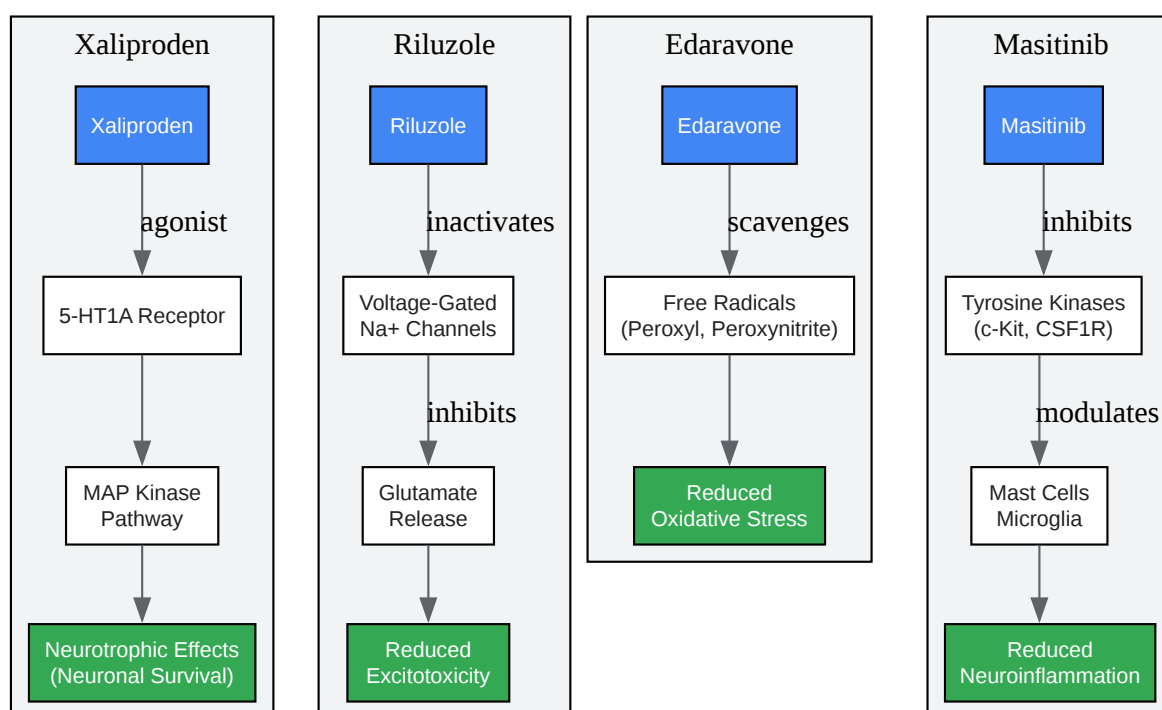 Xaliproden
Xaliproden
agonist
5-HT1A Receptor
MAP Kinase
Pathway
Neurotrophic Effects
(Neuronal Survival)
Riluzole
Riluzole
inactivates
Voltage-Gated
Na+ Channels
inhibits
Glutamate
Release
Reduced
Excitotoxicity
Edaravone
Edaravone
scavenges
Free Radicals
(Peroxyl, Peroxynitrite)
Reduced
Oxidative Stress
Masitinib
Masitinib
inhibits
Tyrosine Kinases
(c-Kit, CSF1R)
modulates
Mast Cells
Microglia
Reduced
Neuroinflammation